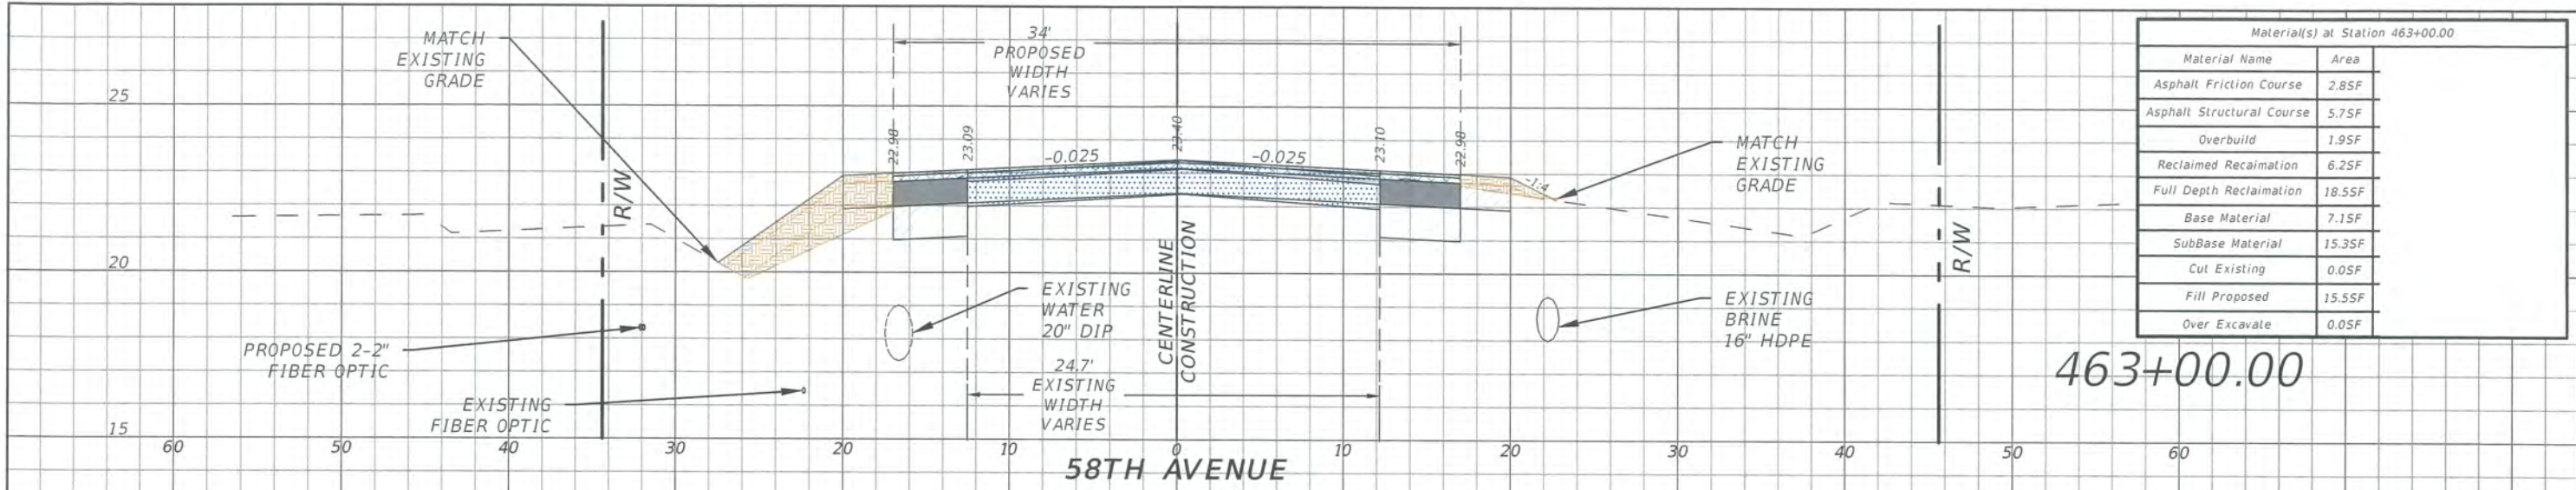 MATCH
EXISTING
GRADE
34'
PROPOSED
WIDTH
VARIES
25
20
15
R/W
22.98
23.09
-0.025
23.40
-0.025
23.10
22.98
-1:4
MATCH
EXISTING
GRADE
R/W
PROPOSED 2-2"
FIBER OPTIC
EXISTING
FIBER OPTIC
EXISTING
WATER
20" DIP
24.7'
EXISTING
WIDTH
VARIES
CENTERLINE
CONSTRUCTION
EXISTING
BRINE
16" HDPE
60 50 40 30 20 10 0 10 20 30 40 50 60
58TH AVENUE
Material(s) at Station 463+00.00
Material Name Area
Asphalt Friction Course 2.8SF
Asphalt Structural Course 5.7SF
Overbuild 1.9SF
Reclaimed Recaimation 6.2SF
Full Depth Reclaimation 18.5SF
Base Material 7.1SF
SubBase Material 15.3SF
Cut Existing 0.0SF
Fill Proposed 15.5SF
Over Excavate 0.0SF
463+00.00